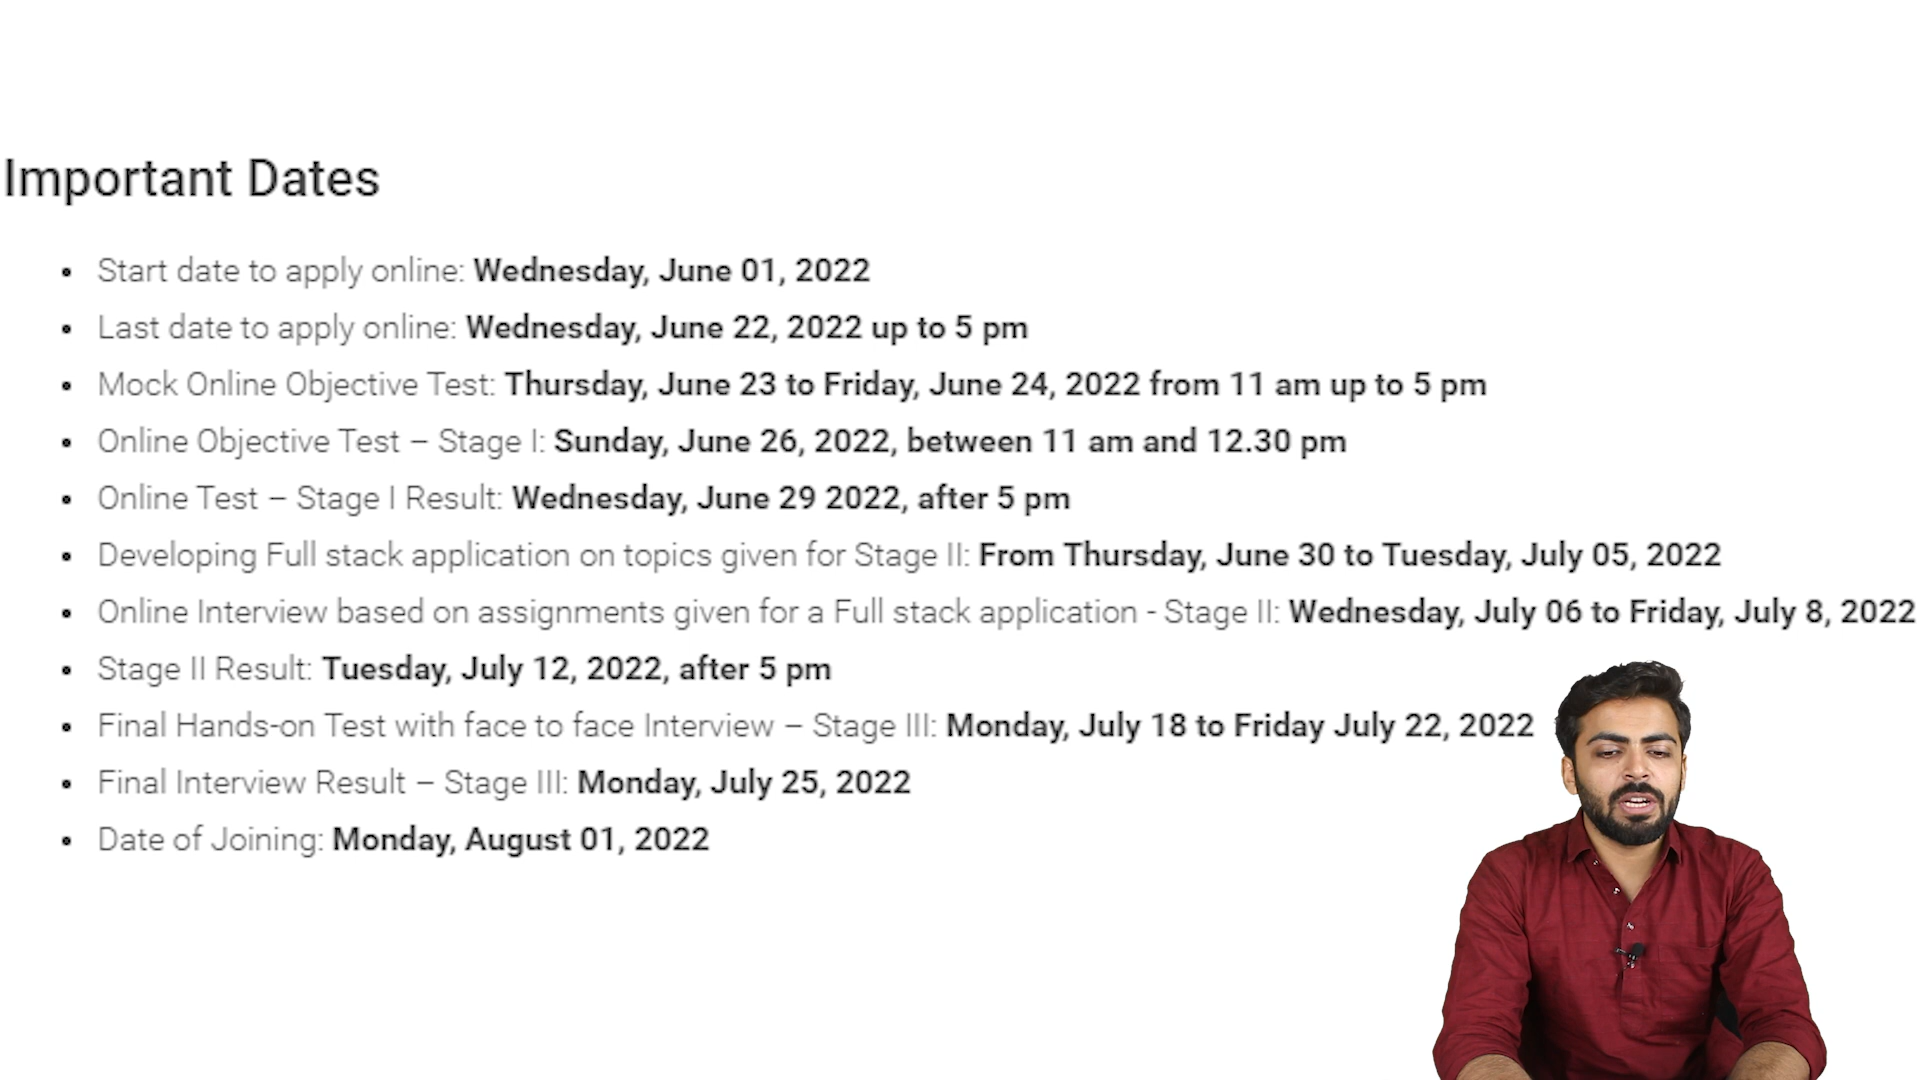 Important Dates
Start date to apply online: Wednesday, June 01, 2022
Last date to apply online: Wednesday, June 22, 2022 up to 5 pm
Mock Online Objective Test: Thursday, June 23 to Friday, June 24, 2022 from 11 am up to 5 pm
Online Objective Test – Stage I: Sunday, June 26, 2022, between 11 am and 12.30 pm
Online Test – Stage I Result: Wednesday, June 29 2022, after 5 pm
Developing Full stack application on topics given for Stage II: From Thursday, June 30 to Tuesday, July 05, 2022
Online Interview based on assignments given for a Full stack application - Stage II: Wednesday, July 06 to Friday, July 8, 2022
Stage II Result: Tuesday, July 12, 2022, after 5 pm
Final Hands-on Test with face to face Interview – Stage III: Monday, July 18 to Friday July 22, 2022
Final Interview Result – Stage III: Monday, July 25, 2022
Date of Joining: Monday, August 01, 2022